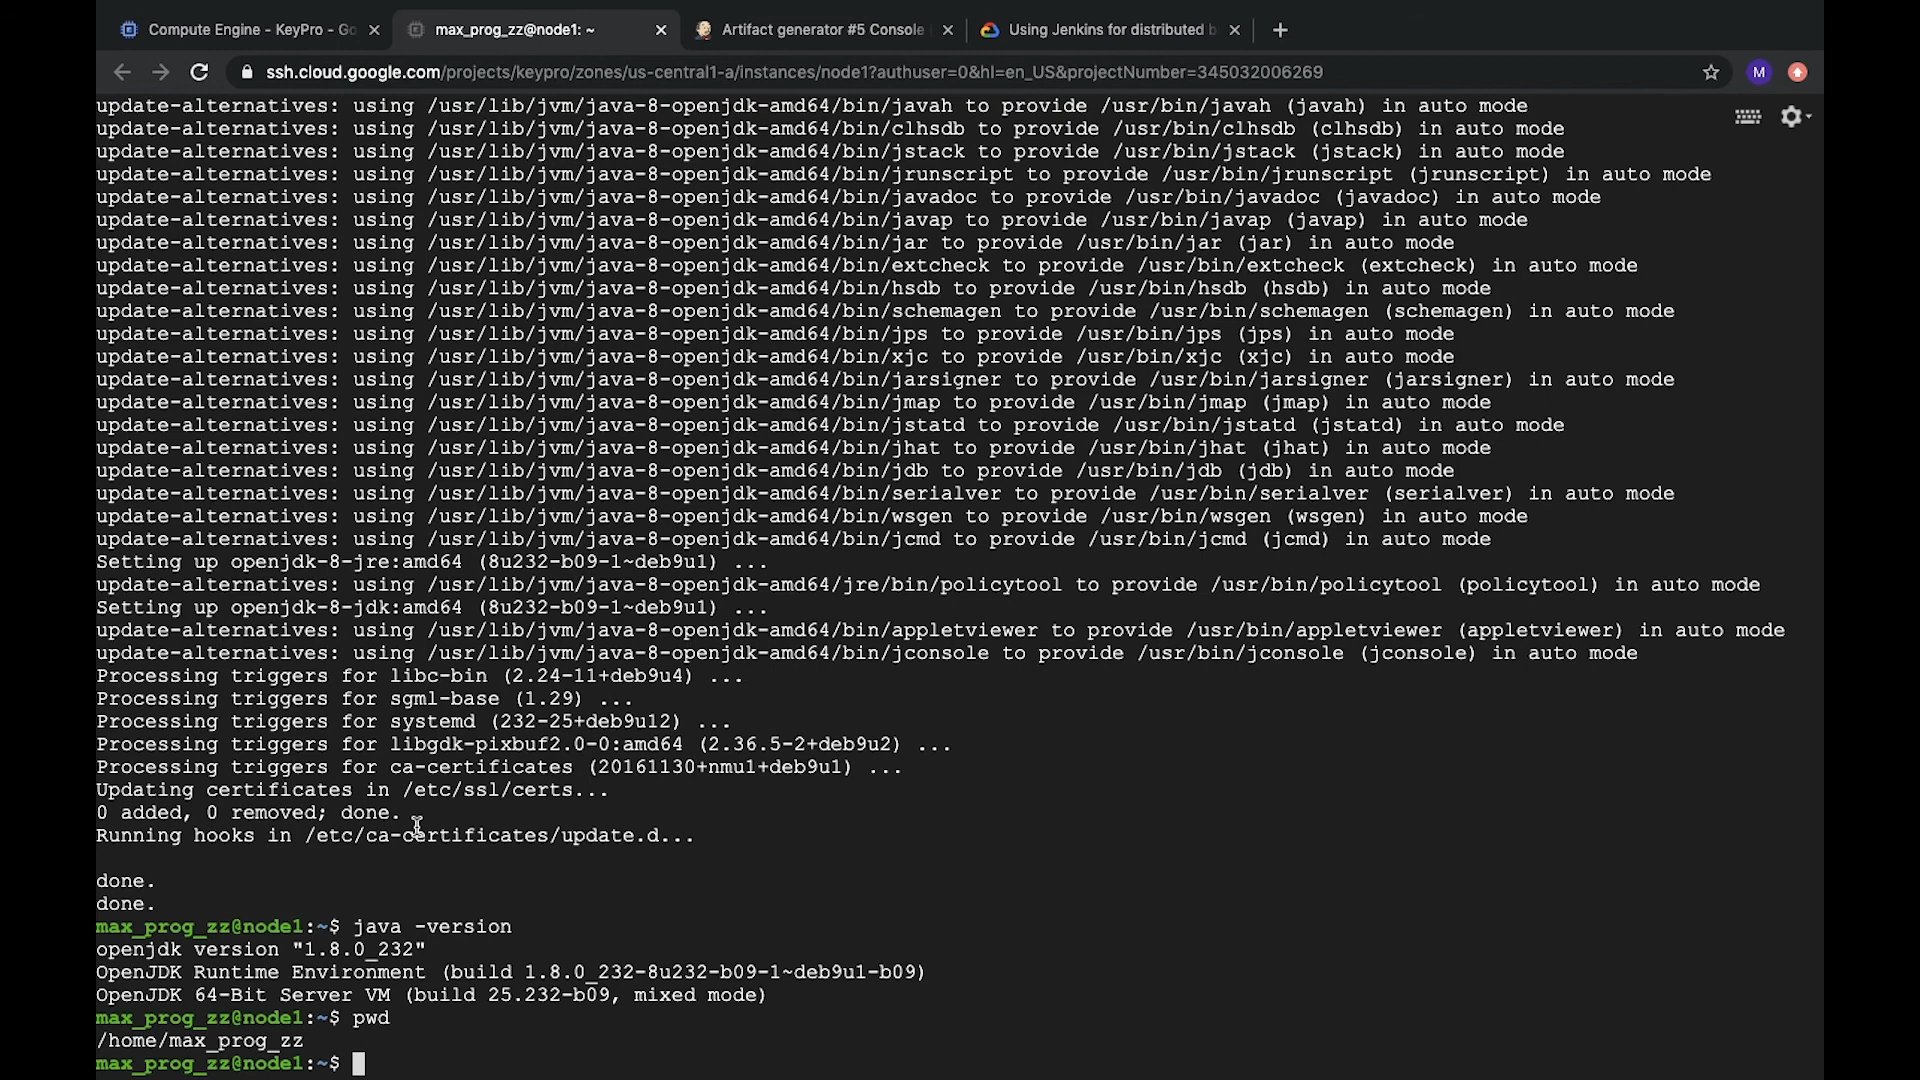 Compute Engine - KeyPro - Go
max_prog_zz@node1: ~
Artifact generator #5 Console
Using Jenkins for distributed b
ssh.cloud.google.com/projects/keypro/zones/us-central1-a/instances/node1?authuser=0&hl=en_US&projectNumber=345032006269
M
update-alternatives: using /usr/lib/jvm/java-8-openjdk-amd64/bin/javah to provide /usr/bin/javah (javah) in auto mode
update-alternatives: using /usr/lib/jvm/java-8-openjdk-amd64/bin/clhsdb to provide /usr/bin/clhsdb (clhsdb) in auto mode
update-alternatives: using /usr/lib/jvm/java-8-openjdk-amd64/bin/jstack to provide /usr/bin/jstack (jstack) in auto mode
update-alternatives: using /usr/lib/jvm/java-8-openjdk-amd64/bin/jrunscript to provide /usr/bin/jrunscript (jrunscript) in auto mode
update-alternatives: using /usr/lib/jvm/java-8-openjdk-amd64/bin/javadoc to provide /usr/bin/javadoc (javadoc) in auto mode
update-alternatives: using /usr/lib/jvm/java-8-openjdk-amd64/bin/javap to provide /usr/bin/javap (javap) in auto mode
update-alternatives: using /usr/lib/jvm/java-8-openjdk-amd64/bin/jar to provide /usr/bin/jar (jar) in auto mode
update-alternatives: using /usr/lib/jvm/java-8-openjdk-amd64/bin/extcheck to provide /usr/bin/extcheck (extcheck) in auto mode
update-alternatives: using /usr/lib/jvm/java-8-openjdk-amd64/bin/hsdb to provide /usr/bin/hsdb (hsdb) in auto mode
update-alternatives: using /usr/lib/jvm/java-8-openjdk-amd64/bin/schemagen to provide /usr/bin/schemagen (schemagen) in auto mode
update-alternatives: using /usr/lib/jvm/java-8-openjdk-amd64/bin/jps to provide /usr/bin/jps (jps) in auto mode
update-alternatives: using /usr/lib/jvm/java-8-openjdk-amd64/bin/xjc to provide /usr/bin/xjc (xjc) in auto mode
update-alternatives: using /usr/lib/jvm/java-8-openjdk-amd64/bin/jarsigner to provide /usr/bin/jarsigner (jarsigner) in auto mode
update-alternatives: using /usr/lib/jvm/java-8-openjdk-amd64/bin/jmap to provide /usr/bin/jmap (jmap) in auto mode
update-alternatives: using /usr/lib/jvm/java-8-openjdk-amd64/bin/jstatd to provide /usr/bin/jstatd (jstatd) in auto mode
update-alternatives: using /usr/lib/jvm/java-8-openjdk-amd64/bin/jhat to provide /usr/bin/jhat (jhat) in auto mode
update-alternatives: using /usr/lib/jvm/java-8-openjdk-amd64/bin/jdb to provide /usr/bin/jdb (jdb) in auto mode
update-alternatives: using /usr/lib/jvm/java-8-openjdk-amd64/bin/serialver to provide /usr/bin/serialver (serialver) in auto mode
update-alternatives: using /usr/lib/jvm/java-8-openjdk-amd64/bin/wsgen to provide /usr/bin/wsgen (wsgen) in auto mode
update-alternatives: using /usr/lib/jvm/java-8-openjdk-amd64/bin/jcmd to provide /usr/bin/jcmd (jcmd) in auto mode
Setting up openjdk-8-jre:amd64 (8u232-b09-1~deb9u1) ...
update-alternatives: using /usr/lib/jvm/java-8-openjdk-amd64/jre/bin/policytool to provide /usr/bin/policytool (policytool) in auto mode
Setting up openjdk-8-jdk:amd64 (8u232-b09-1~deb9u1) ...
update-alternatives: using /usr/lib/jvm/java-8-openjdk-amd64/bin/appletviewer to provide /usr/bin/appletviewer (appletviewer) in auto mode
update-alternatives: using /usr/lib/jvm/java-8-openjdk-amd64/bin/jconsole to provide /usr/bin/jconsole (jconsole) in auto mode
Processing triggers for libc-bin (2.24-11+deb9u4) ...
Processing triggers for sgml-base (1.29) ...
Processing triggers for systemd (232-25+deb9u12) ...
Processing triggers for libgdk-pixbuf2.0-0:amd64 (2.36.5-2+deb9u2) ...
Processing triggers for ca-certificates (20161130+nmu1+deb9u1) ...
Updating certificates in /etc/ssl/certs...
0 added, 0 removed; done.
Running hooks in /etc/ca-certificates/update.d...
done.
done.
max_prog_zz@node1:~$ java -version
openjdk version "1.8.0_232"
OpenJDK Runtime Environment (build 1.8.0_232-8u232-b09-1~deb9u1-b09)
OpenJDK 64-Bit Server VM (build 25.232-b09, mixed mode)
max_prog_zz@node1:~$ pwd
/home/max_prog_zz
max_prog_zz@node1:~$